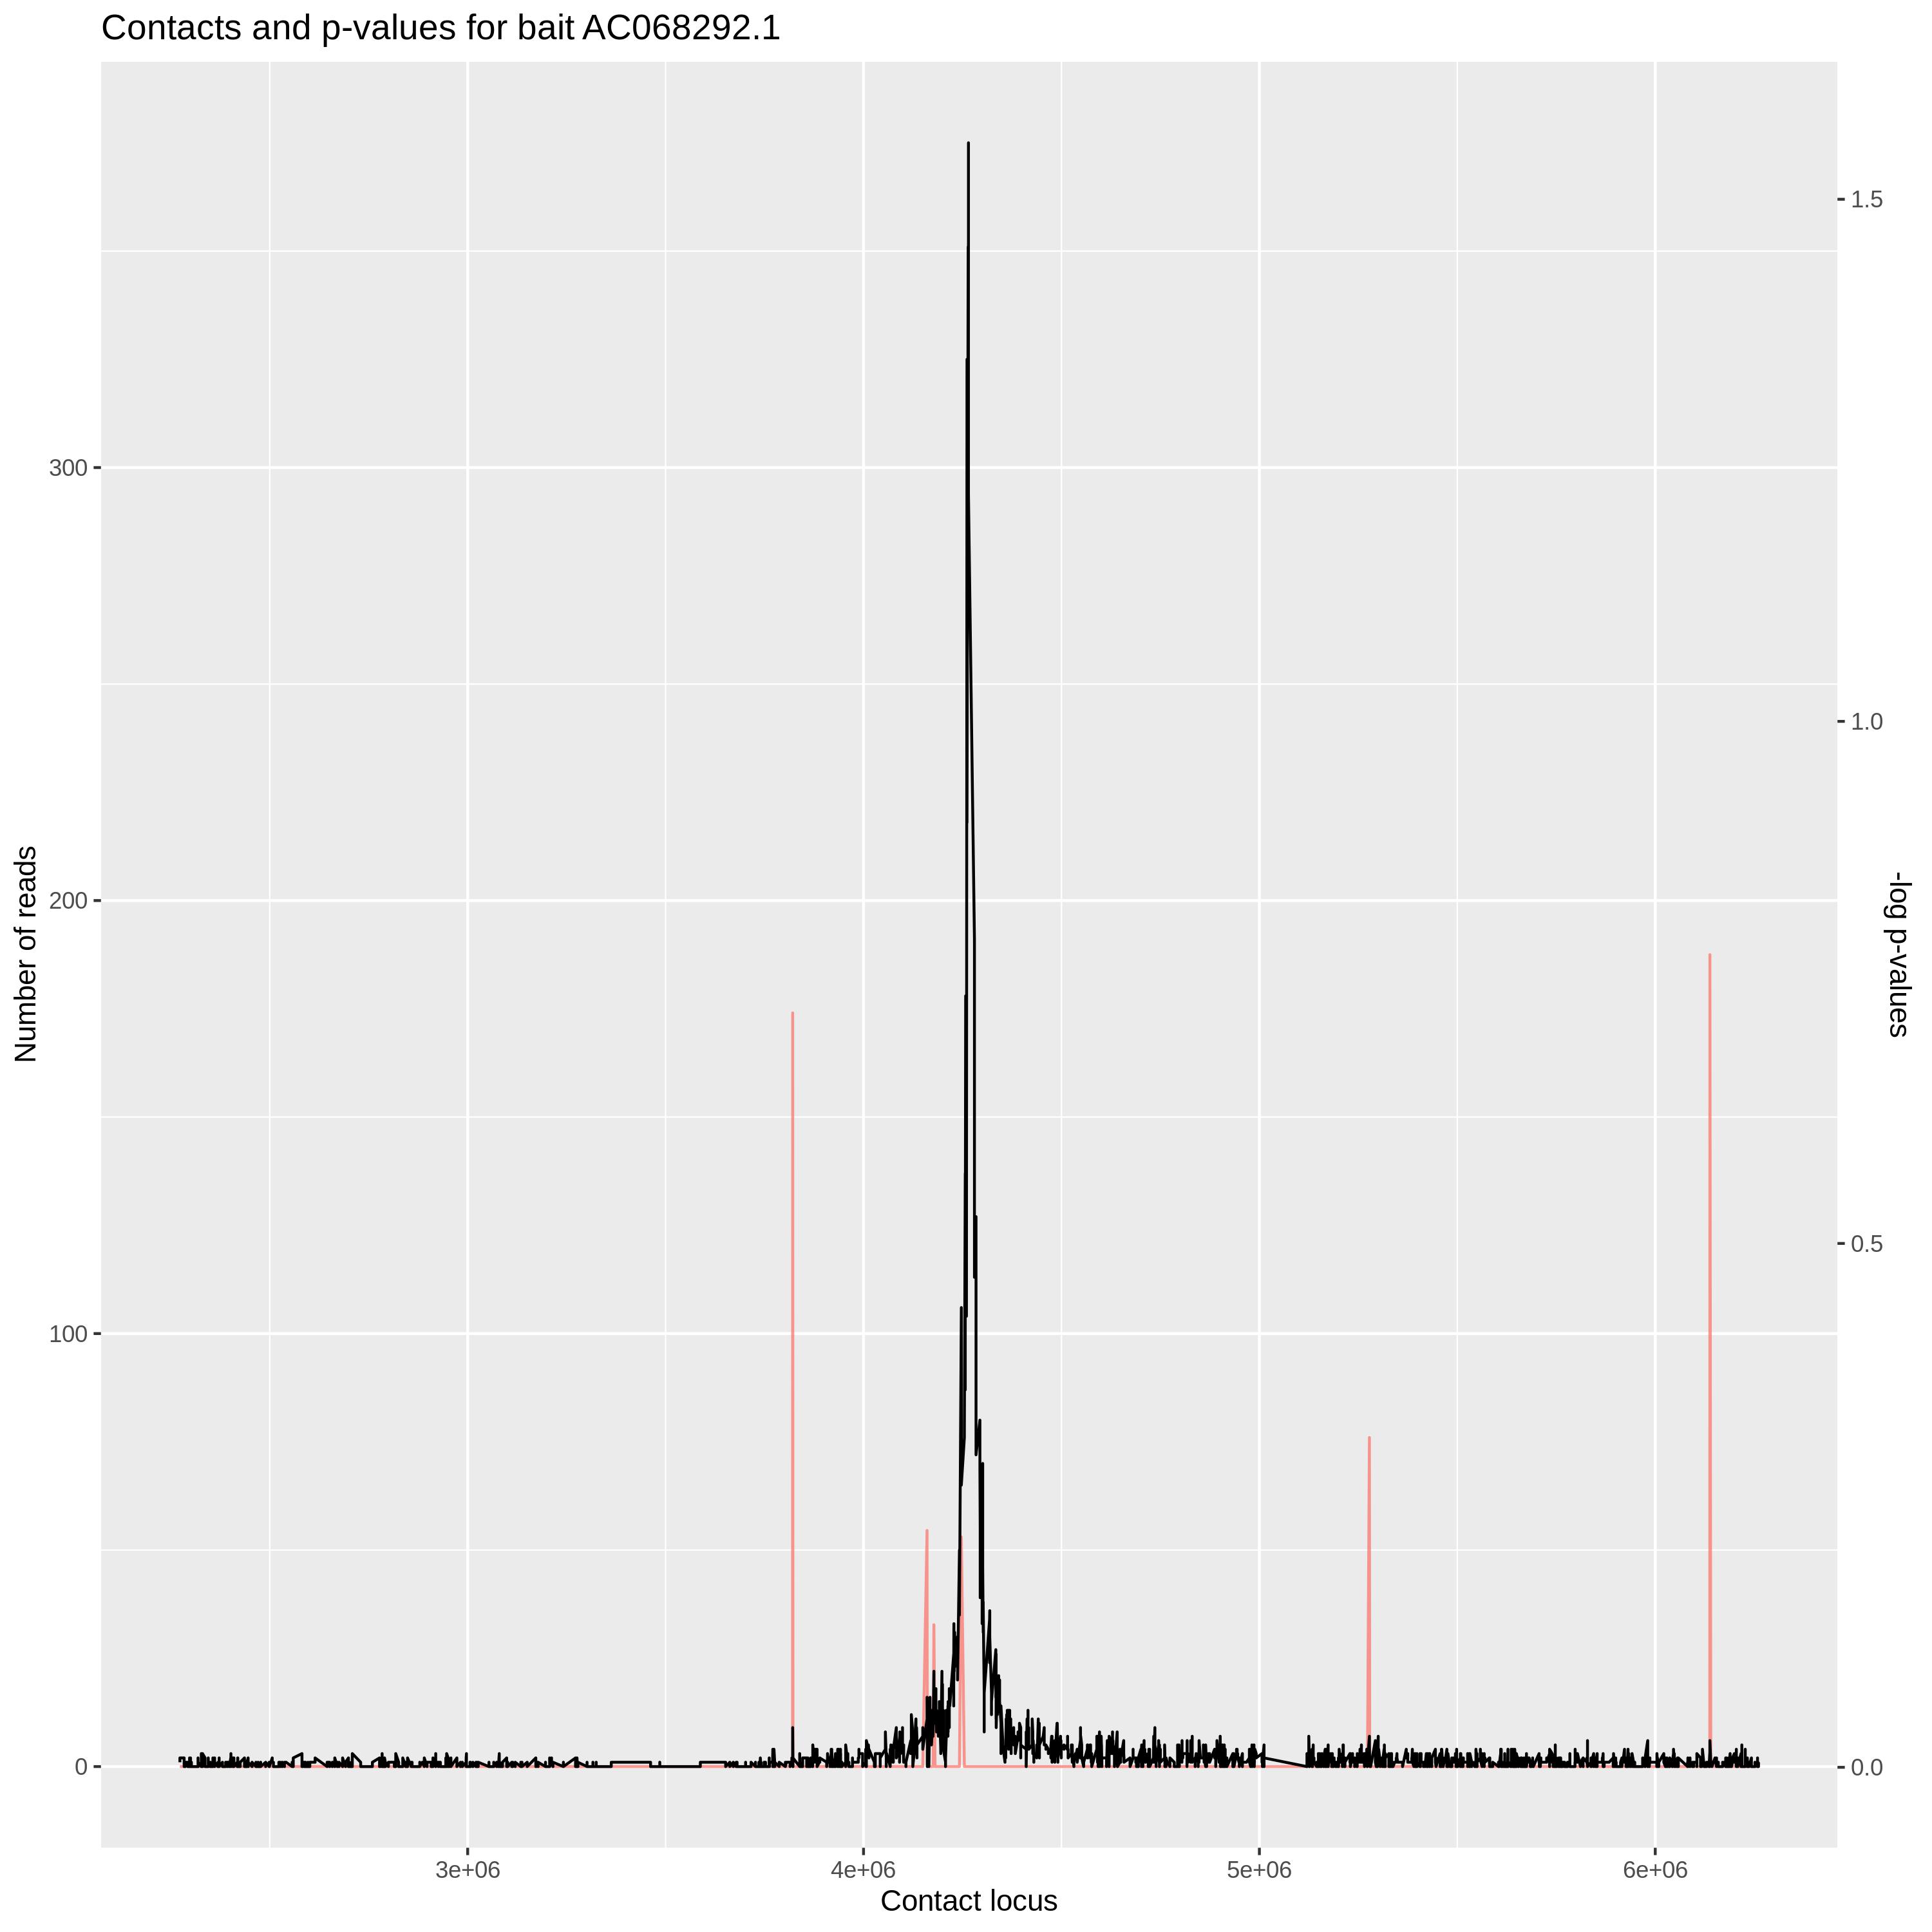 Contacts and p-values for bait AC068292.1
Number of reads
300
200
100
0
1.5
1.0
0.5
0.0
-log p-values
3e+06
4e+06
5e+06
6e+06
Contact locus